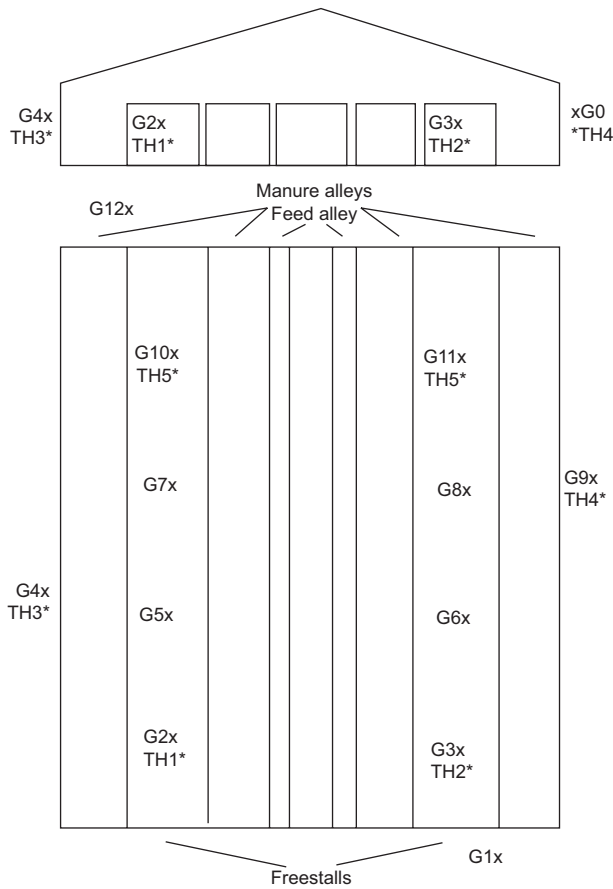 G4x
TH3*
G2x
TH1*
G3x
TH2*
xG0
*TH4
Manure alleys
Feed alley
G12x
G10x
TH5*
G11x
TH5*
G7x
G8x
G9x
TH4*
G4x
TH3*
G5x
G6x
G2x
TH1*
G3x
TH2*
G1x
Freestalls